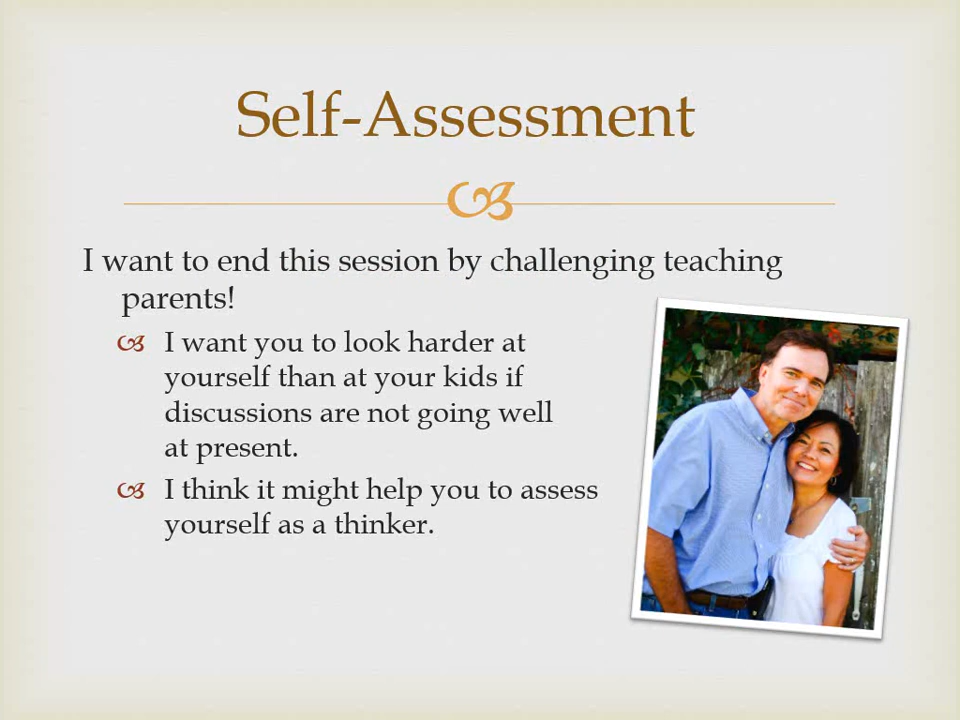 Self-Assessment
I want to end this session by challenging teaching
parents!
I want you to look harder at
yourself than at your kids if
discussions are not going well
at present.
I think it might help you to assess
yourself as a thinker.